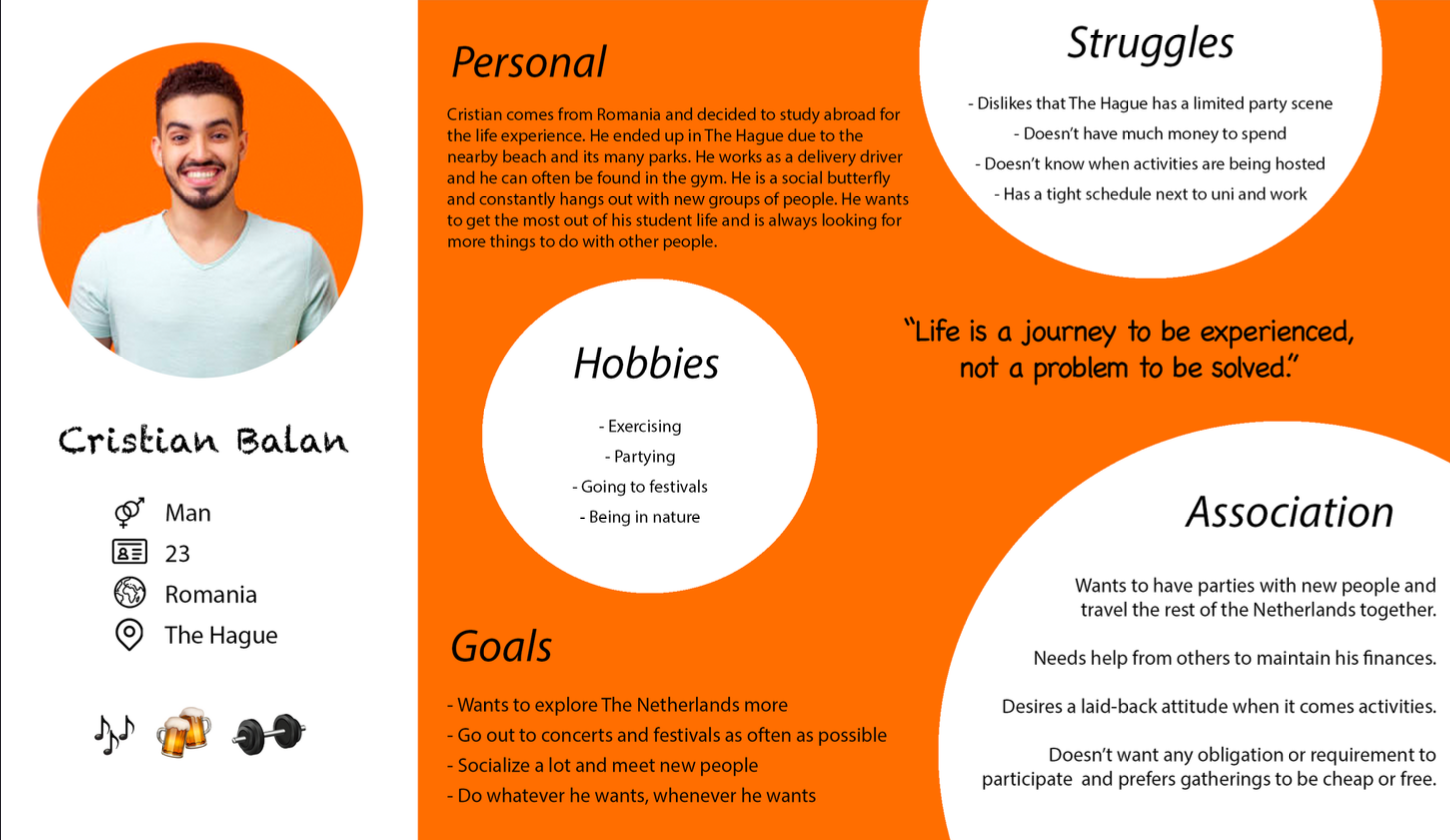 Cristian Balan
Man
23
Romania
The Hague
Personal
Cristian comes from Romania and decided to study abroad for
the life experience. He ended up in The Hague due to the
nearby beach and its many parks. He works as a delivery driver
and he can often be found in the gym. He is a social butterfly
and constantly hangs out with new groups of people. He wants
to get the most out of his student life and is always looking for
more things to do with other people.
Hobbies
- Exercising
- Partying
- Going to festivals
- Being in nature
Goals
- Wants to explore The Netherlands more
- Go out to concerts and festivals as often as possible
- Socialize a lot and meet new people
- Do whatever he wants, whenever he wants
Struggles
- Dislikes that The Hague has a limited party scene
- Doesn’t have much money to spend
- Doesn’t know when activities are being hosted
- Has a tight schedule next to uni and work
“Life is a journey to be experienced,
not a problem to be solved.”
Association
Wants to have parties with new people and
travel the rest of the Netherlands together.
Needs help from others to maintain his finances.
Desires a laid-back attitude when it comes activities.
Doesn’t want any obligation or requirement to
participate and prefers gatherings to be cheap or free.